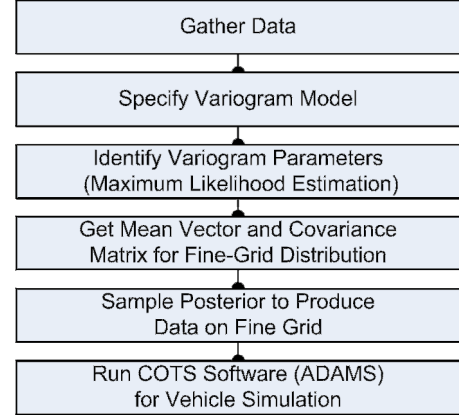 Gather Data
Specify Variogram Model
Identify Variogram Parameters
(Maximum Likelihood Estimation)
Get Mean Vector and Covariance
Matrix for Fine-Grid Distribution
Sample Posterior to Produce
Data on Fine Grid
Run COTS Software (ADAMS)
for Vehicle Simulation